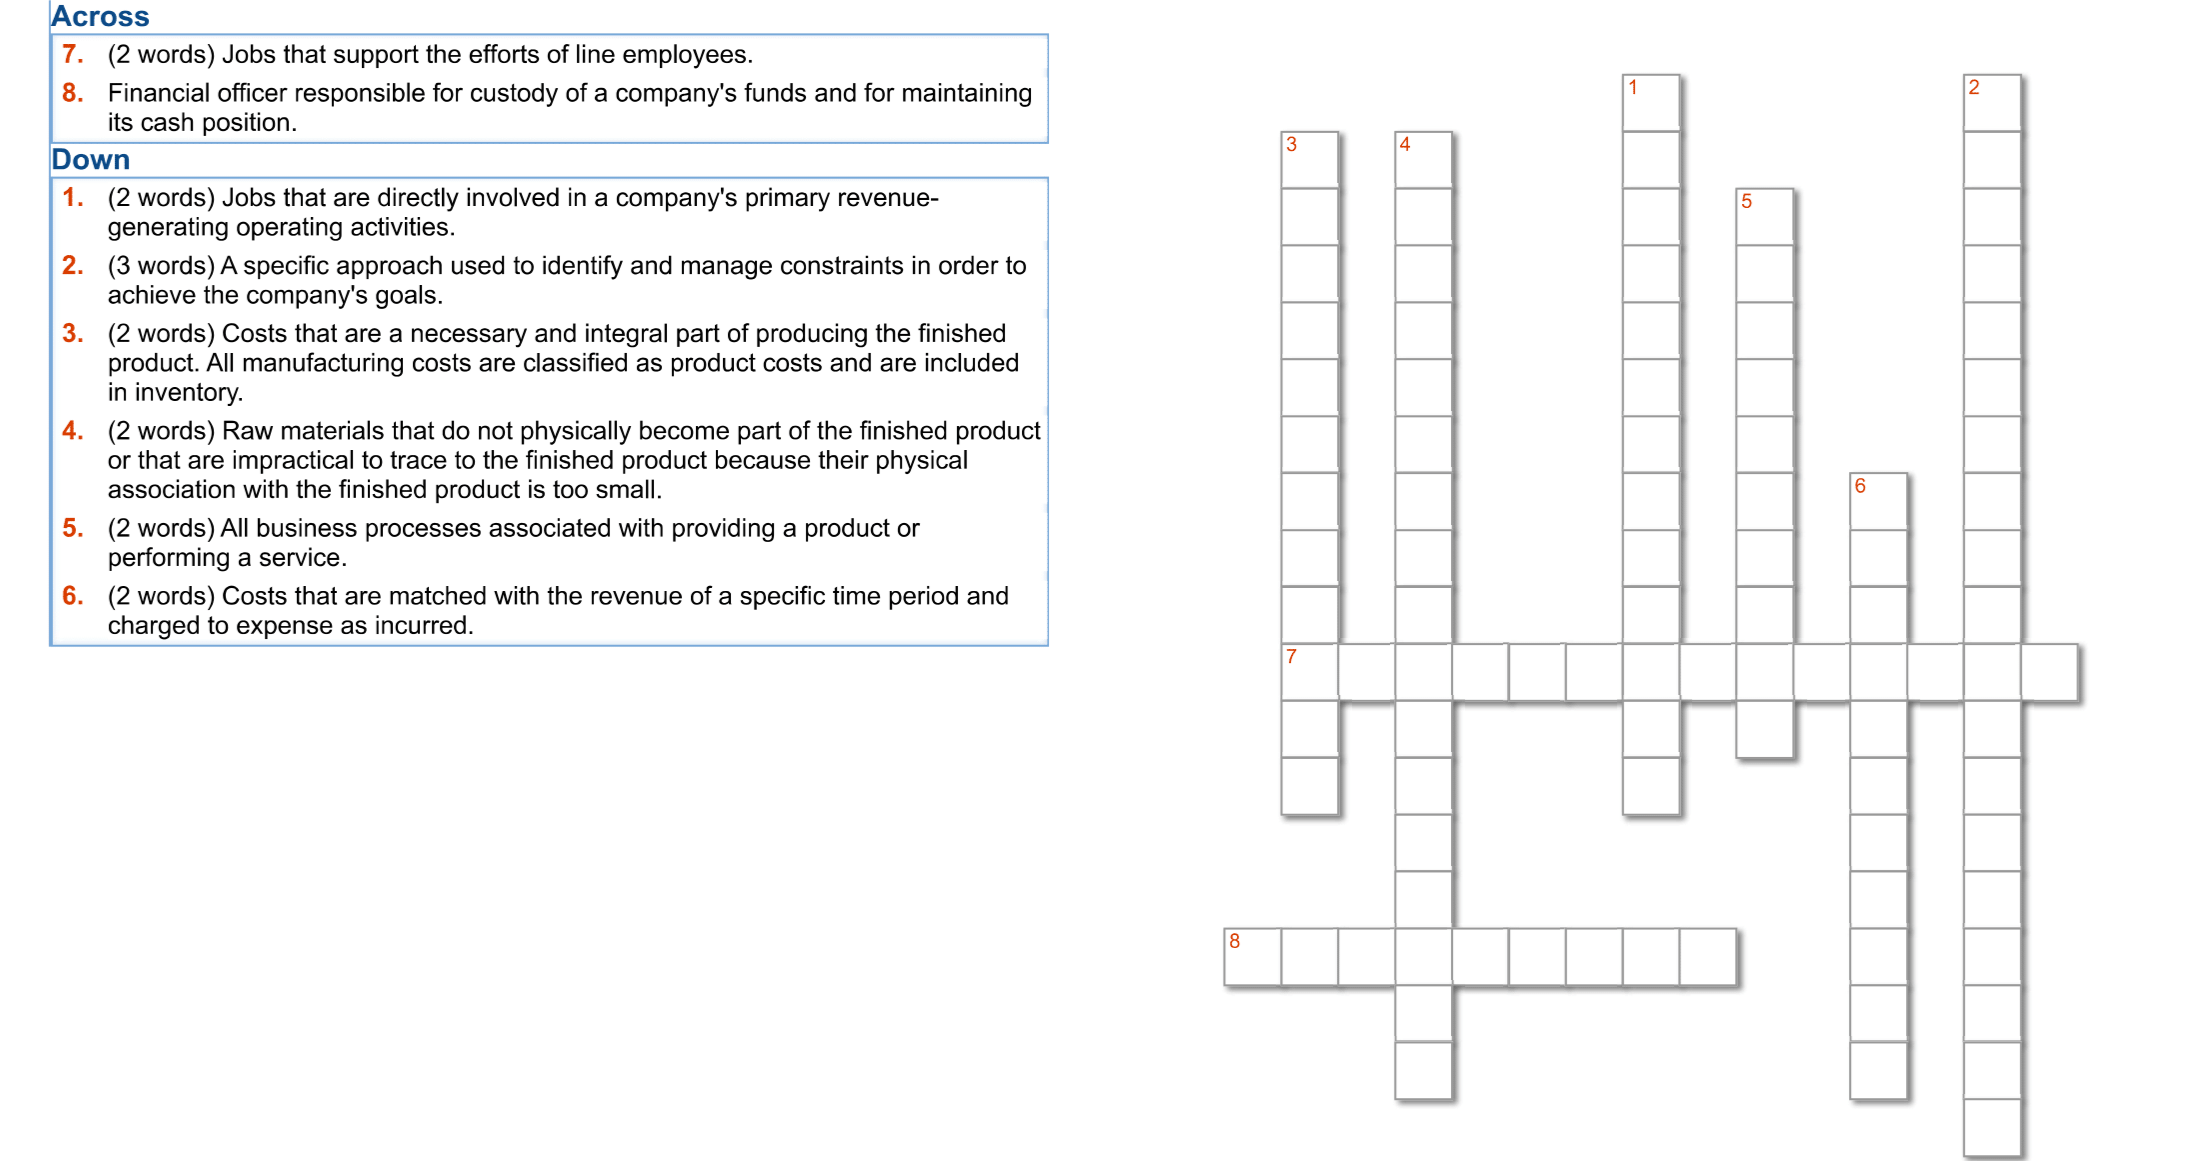 Across
7. (2 words) Jobs that support the efforts of line employees.
8. Financial officer responsible for custody of a company's funds and for maintaining
its cash position.
Down
1. (2 words) Jobs that are directly involved in a company's primary revenue-
generating operating activities.
2. (3 words) A specific approach used to identify and manage constraints in order to
achieve the company's goals.
3. (2 words) Costs that are a necessary and integral part of producing the finished
product. All manufacturing costs are classified as product costs and are included
in inventory.
4. (2 words) Raw materials that do not physically become part of the finished product
or that are impractical to trace to the finished product because their physical
association with the finished product is too small.
5. (2 words) All business processes associated with providing a product or
performing a service.
6. (2 words) Costs that are matched with the revenue of a specific time period and
charged to expense as incurred.
1 2
3 4
5
6
7
8